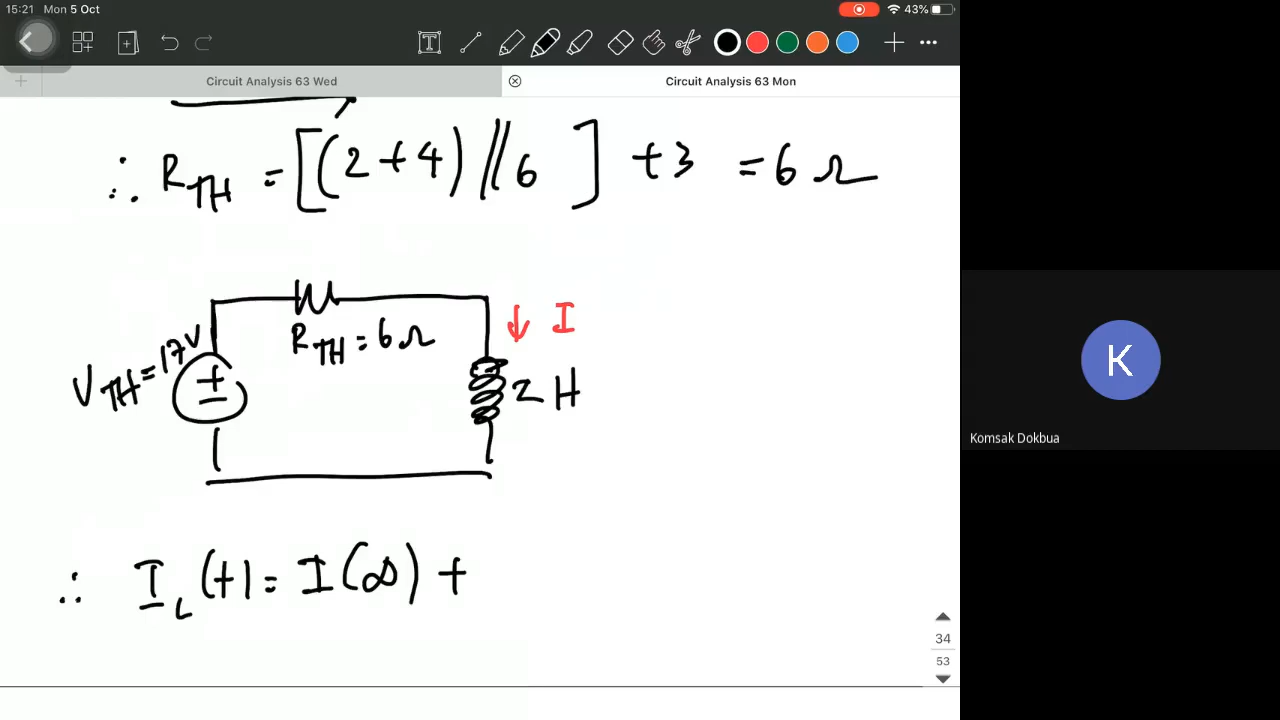 15:21 Mon 5 Oct 43%
Circuit Analysis 63 Wed
Circuit Analysis 63 Mon
∴ R_TH = [(2+4)//6] +3 = 6 Ω
V_TH = 17V
+
−
R_TH = 6 Ω
↓ I
2 H
∴ I_L(t) = I(∞) +
34
53
K
Komsak Dokbua